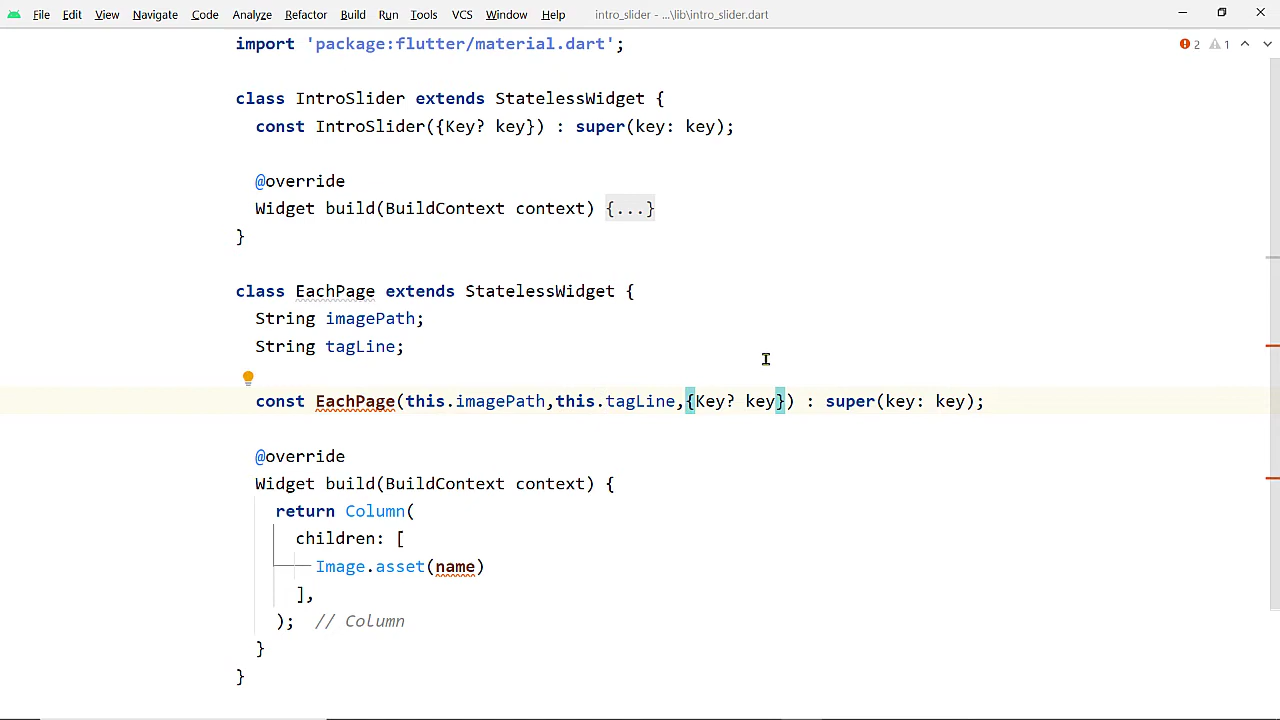 File Edit View Navigate Code Analyze Refactor Build Run Tools VCS Window Help intro_slider - ...\lib\intro_slider.dart
import 'package:flutter/material.dart'; 2 1
class IntroSlider extends StatelessWidget {
const IntroSlider({Key? key}) : super(key: key);
@override
Widget build(BuildContext context) {...}
}
class EachPage extends StatelessWidget {
String imagePath;
String tagLine;
const EachPage(this.imagePath,this.tagLine,{Key? key}) : super(key: key);
@override
Widget build(BuildContext context) {
return Column(
children: [
Image.asset(name)
],
); // Column
}
}